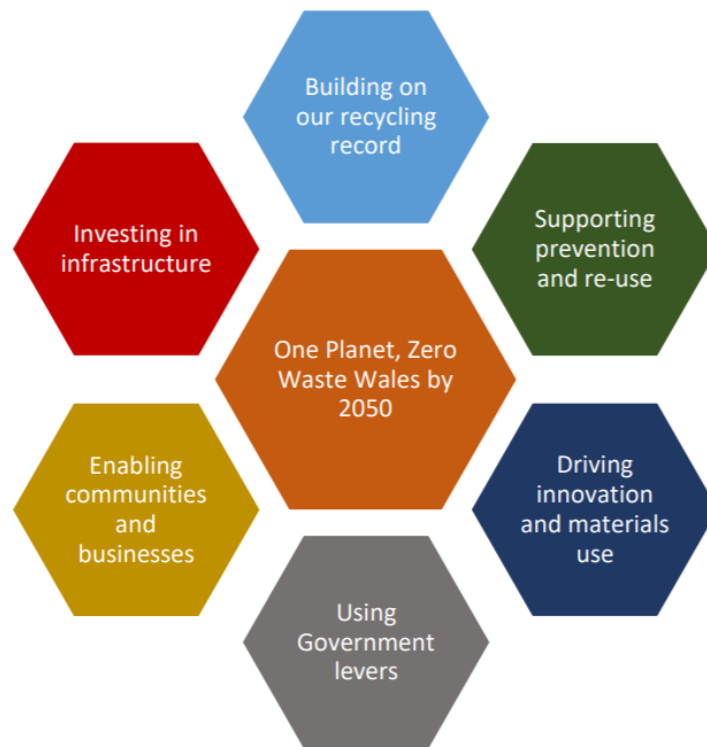 Building on
our recycling
record
Investing in
infrastructure
Supporting
prevention
and re-use
One Planet, Zero
Waste Wales by
2050
Enabling
communities
and
businesses
Driving
innovation
and materials
use
Using
Government
levers